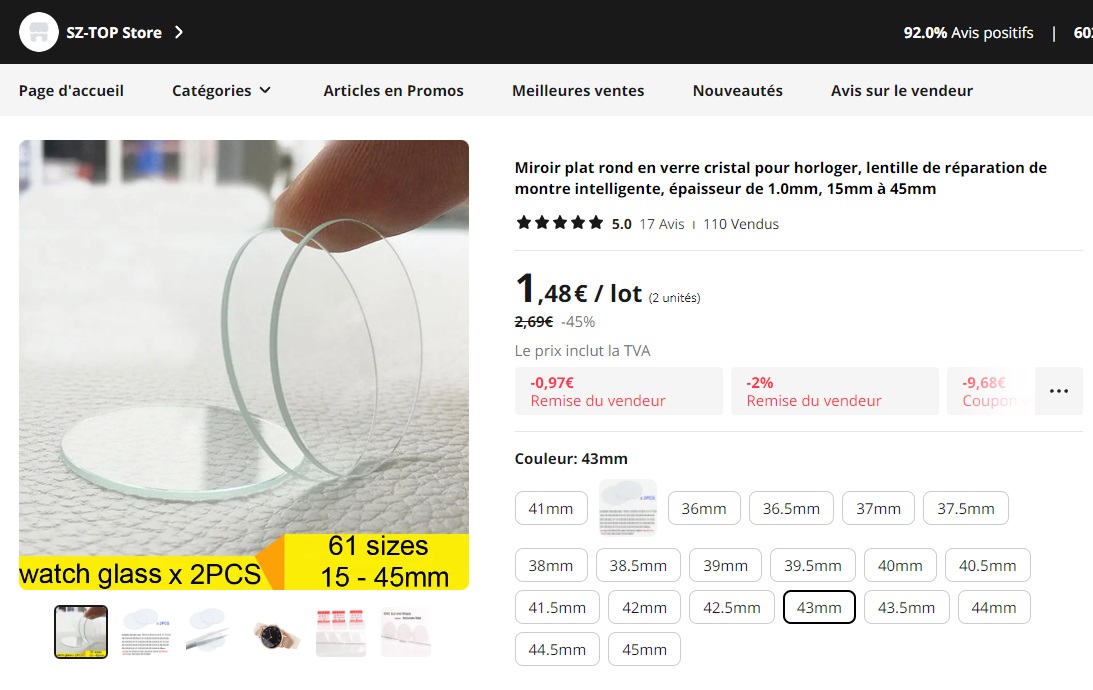 SZ-TOP Store
92.0% Avis positifs | 60
Page d'accueil
Catégories
Articles en Promos
Meilleures ventes
Nouveautés
Avis sur le vendeur
61 sizes
watch glass x 2PCS
15 - 45mm
Miroir plat rond en verre cristal pour horloger, lentille de réparation de
montre intelligente, épaisseur de 1.0mm, 15mm à 45mm
5.0 17 Avis 110 Vendus
1,48€ / lot (2 unités)
2,69€ -45%
Le prix inclut la TVA
-0,97€
Remise du vendeur
-2%
Remise du vendeur
-9,68€
Coupon
...
Couleur: 43mm
41mm
36mm
36.5mm
37mm
37.5mm
38mm
38.5mm
39mm
39.5mm
40mm
40.5mm
41.5mm
42mm
42.5mm
43mm
43.5mm
44mm
44.5mm
45mm